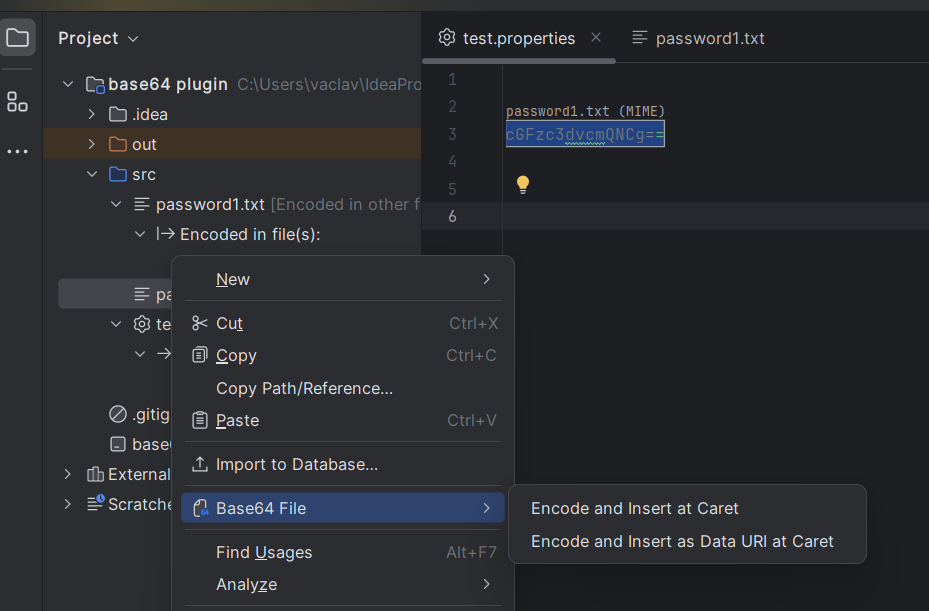 Project
test.properties
password1.txt
base64 plugin C:\Users\vaclav\IdeaPro
.idea
out
src
password1.txt [Encoded in other f
Encoded in file(s):
pa
te
.gitig
base
External
Scratche
1
2
3
4
5
6
password1.txt (MIME)
cGFzc3dvcmQNCg==
New
Cut Ctrl+X
Copy Ctrl+C
Copy Path/Reference...
Paste Ctrl+V
Import to Database...
Base64 File
Find Usages Alt+F7
Analyze
Encode and Insert at Caret
Encode and Insert as Data URI at Caret